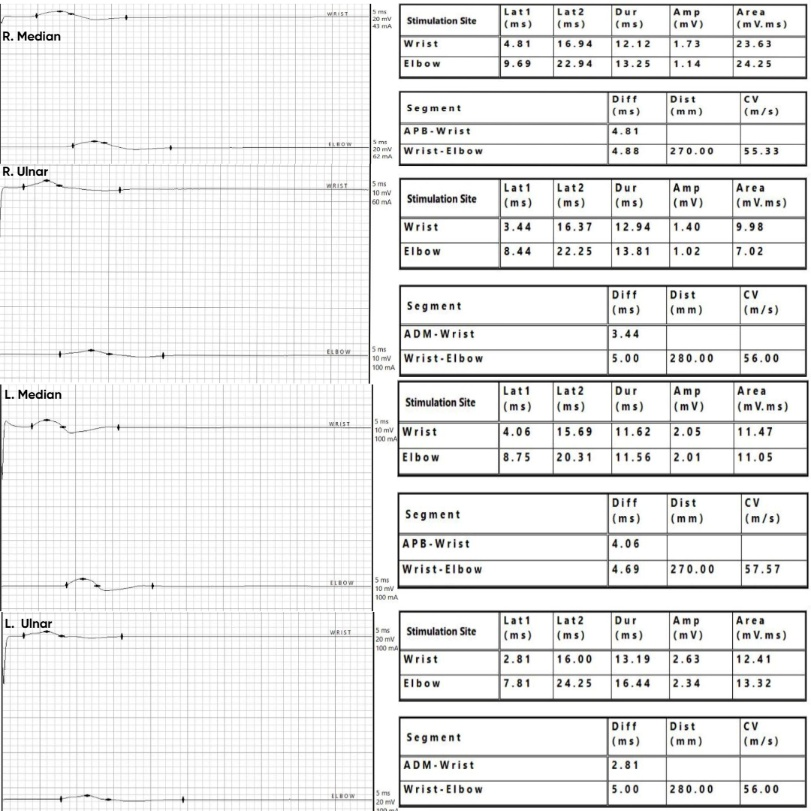 R. Median
WRIST
5 ms
20 mV
43 mA
ELBOW
5 ms
20 mV
62 mA
Stimulation Site Lat1 (ms) Lat2 (ms) Dur (ms) Amp (mV) Area (mV.ms)
Wrist 4.81 16.94 12.12 1.73 23.63
Elbow 9.69 22.94 13.25 1.14 24.25
Segment Diff (ms) Dist (mm) CV (m/s)
APB-Wrist 4.81
Wrist-Elbow 4.88 270.00 55.33
R. Ulnar
WRIST
5 ms
10 mV
60 mA
ELBOW
5 ms
10 mV
100 mA
Stimulation Site Lat1 (ms) Lat2 (ms) Dur (ms) Amp (mV) Area (mV.ms)
Wrist 3.44 16.37 12.94 1.40 9.98
Elbow 8.44 22.25 13.81 1.02 7.02
Segment Diff (ms) Dist (mm) CV (m/s)
ADM-Wrist 3.44
Wrist-Elbow 5.00 280.00 56.00
L. Median
WRIST
5 ms
10 mV
100 mA
ELBOW
5 ms
10 mV
100 mA
Stimulation Site Lat1 (ms) Lat2 (ms) Dur (ms) Amp (mV) Area (mV.ms)
Wrist 4.06 15.69 11.62 2.05 11.47
Elbow 8.75 20.31 11.56 2.01 11.05
Segment Diff (ms) Dist (mm) CV (m/s)
APB-Wrist 4.06
Wrist-Elbow 4.69 270.00 57.57
L. Ulnar
WRIST
5 ms
20 mV
100 mA
ELBOW
5 ms
20 mV
Stimulation Site Lat1 (ms) Lat2 (ms) Dur (ms) Amp (mV) Area (mV.ms)
Wrist 2.81 16.00 13.19 2.63 12.41
Elbow 7.81 24.25 16.44 2.34 13.32
Segment Diff (ms) Dist (mm) CV (m/s)
ADM-Wrist 2.81
Wrist-Elbow 5.00 280.00 56.00